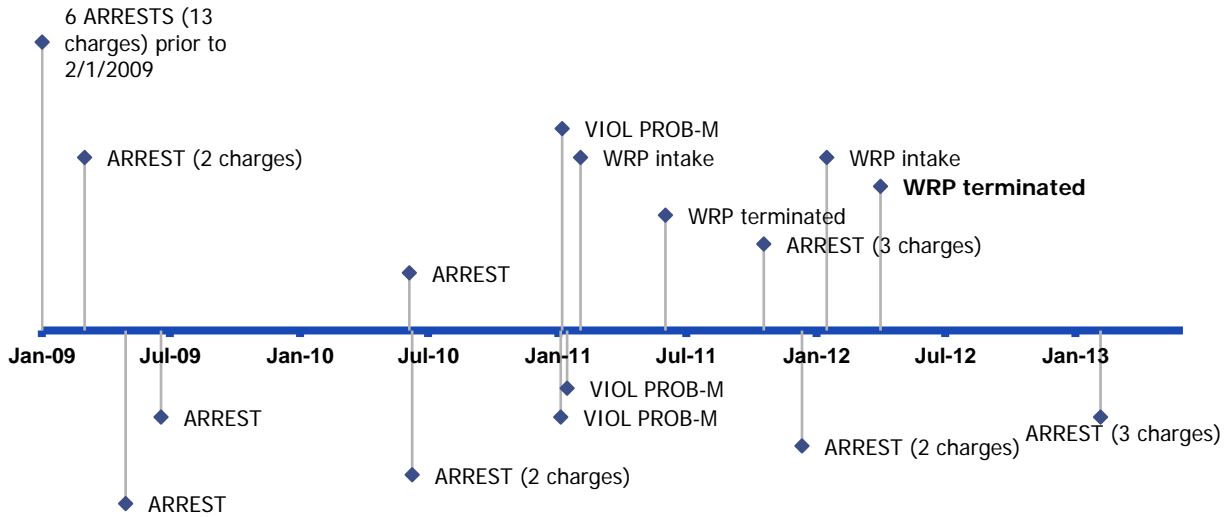 6 ARRESTS (13
charges) prior to
2/1/2009
VIOL PROB-M
ARREST (2 charges)
WRP intake
WRP intake
WRP terminated
WRP terminated
ARREST (3 charges)
ARREST
Jan-09
Jul-09
Jan-10
Jul-10
Jan-11
Jul-11
Jan-12
Jul-12
Jan-13
VIOL PROB-M
ARREST
VIOL PROB-M
ARREST (3 charges)
ARREST (2 charges)
ARREST (2 charges)
ARREST